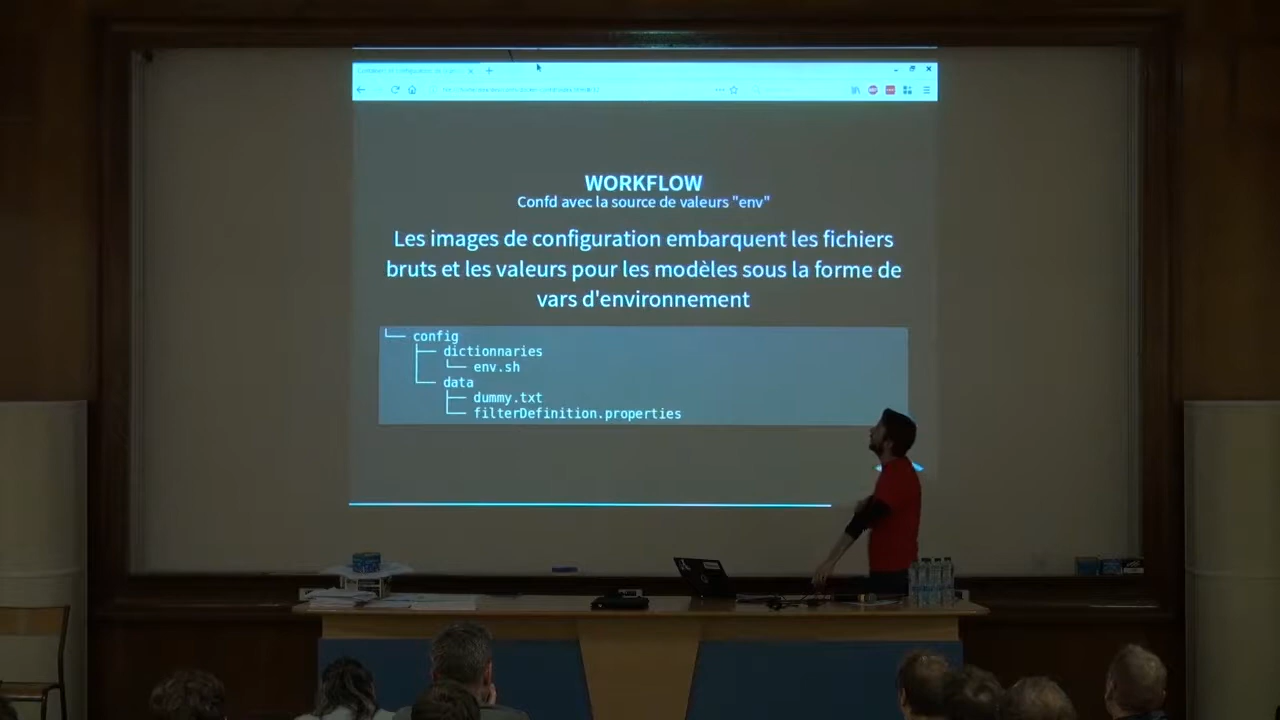 WORKFLOW
Confd avec la source de valeurs "env"
Les images de configuration embarquent les fichiers
bruts et les valeurs pour les modèles sous la forme de
vars d'environnement
└── config
├── dictionnaries
│ └── env.sh
└── data
├── dummy.txt
└── filterDefinition.properties